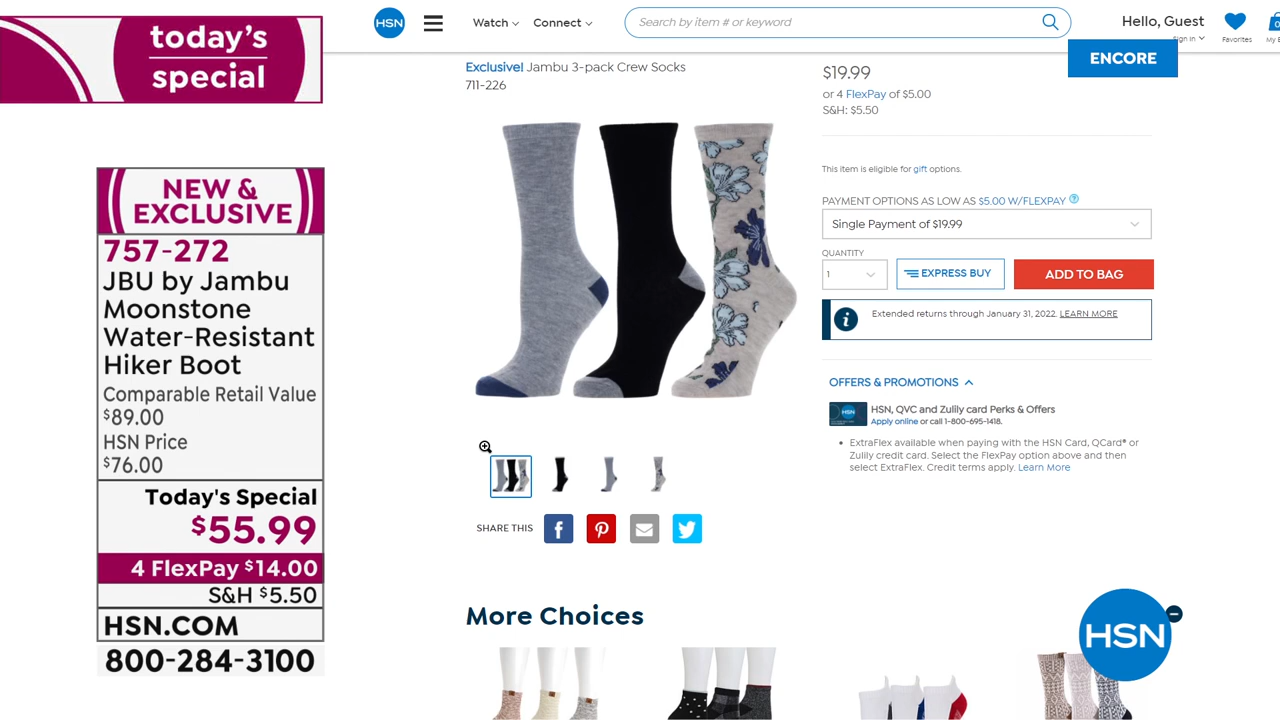 today's
special
NEW &
EXCLUSIVE
757-272
JBU by Jambu
Moonstone
Water-Resistant
Hiker Boot
Comparable Retail Value
$89.00
HSN Price
$76.00
Today's Special
$55.99
4 FlexPay $14.00
S&H $5.50
HSN.COM
800-284-3100
HSN
Watch
Connect
Search by item # or keyword
Hello, Guest
Sign In
Favorites
My
0
ENCORE
Exclusive! Jambu 3-pack Crew Socks
711-226
$19.99
or 4 FlexPay of $5.00
S&H: $5.50
This item is eligible for gift options.
PAYMENT OPTIONS AS LOW AS $5.00 W/FLEXPAY ?
Single Payment of $19.99
QUANTITY
1
EXPRESS BUY
ADD TO BAG
i
Extended returns through January 31, 2022. LEARN MORE
OFFERS & PROMOTIONS
HSN
HSN, QVC and Zulily card Perks & Offers
Apply online or call 1-800-695-1418.
• ExtraFlex available when paying with the HSN Card, QCard® or
Zulily credit card. Select the FlexPay option above and then
select ExtraFlex. Credit terms apply. Learn More
SHARE THIS
More Choices
HSN